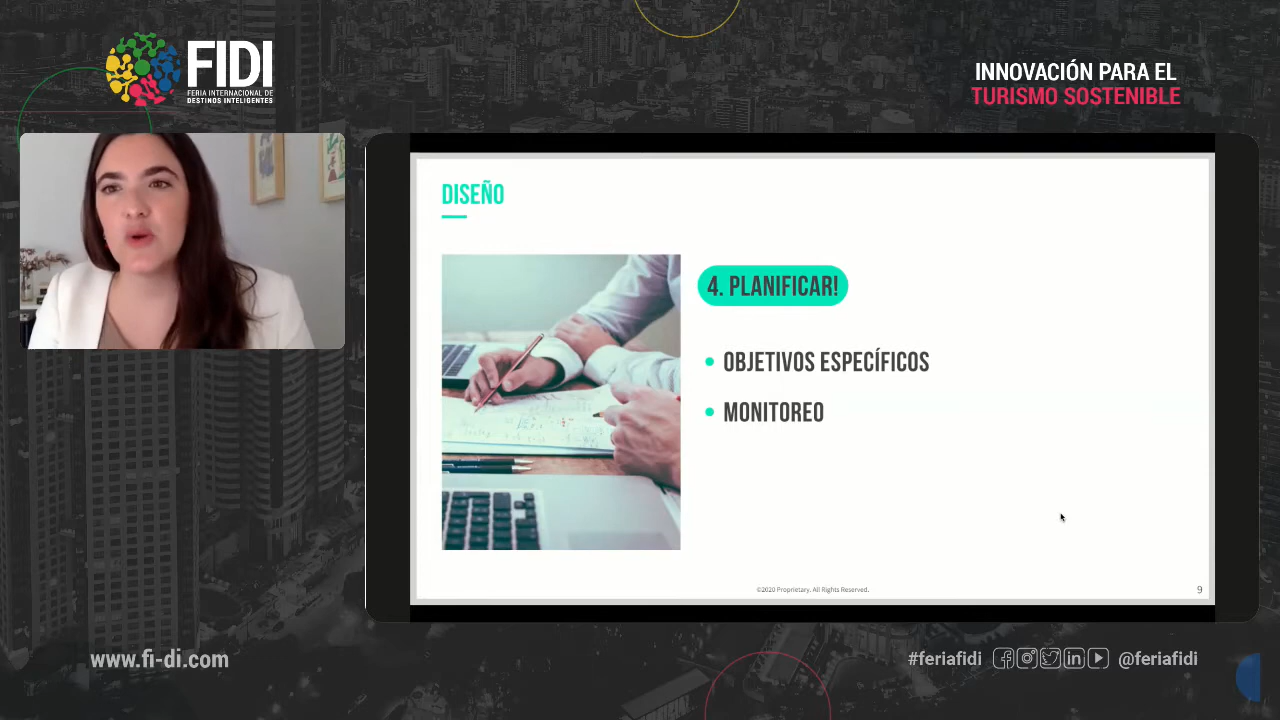 FIDI
FERIA INTERNACIONAL DE
DESTINOS INTELIGENTES
INNOVACIÓN PARA EL
TURISMO SOSTENIBLE
DISEÑO
4. PLANIFICAR!
OBJETIVOS ESPECÍFICOS
MONITOREO
©2020 Proprietary. All Rights Reserved.
9
www.fi-di.com
#feriafidi
@feriafidi